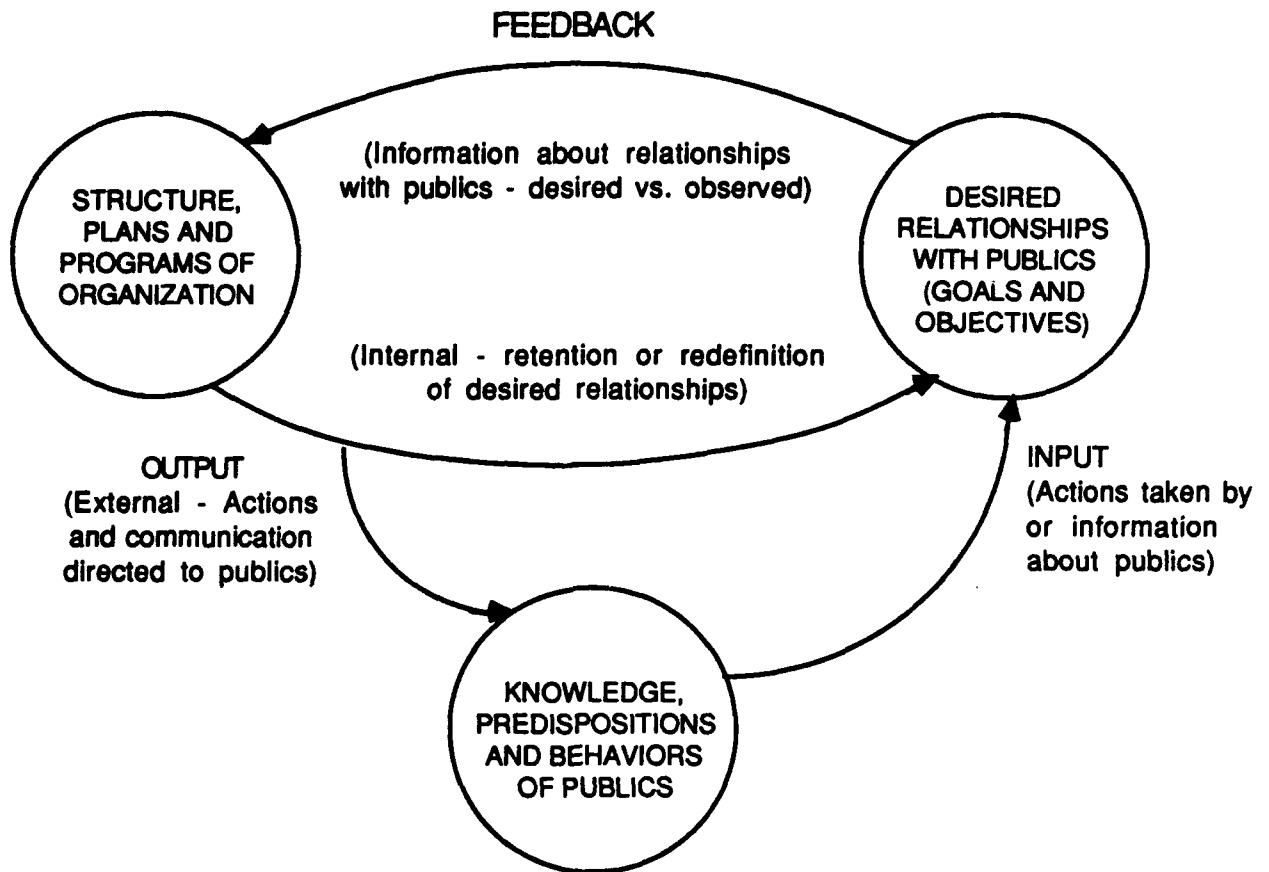 FEEDBACK
(Information about relationships
with publics - desired vs. observed)
STRUCTURE,
PLANS AND
PROGRAMS OF
ORGANIZATION
DESIRED
RELATIONSHIPS
WITH PUBLICS
(GOALS AND
OBJECTIVES)
(Internal - retention or redefinition
of desired relationships)
OUTPUT
(External - Actions
and communication
directed to publics)
INPUT
(Actions taken by
or information
about publics)
KNOWLEDGE,
PREDISPOSITIONS
AND BEHAVIORS
OF PUBLICS